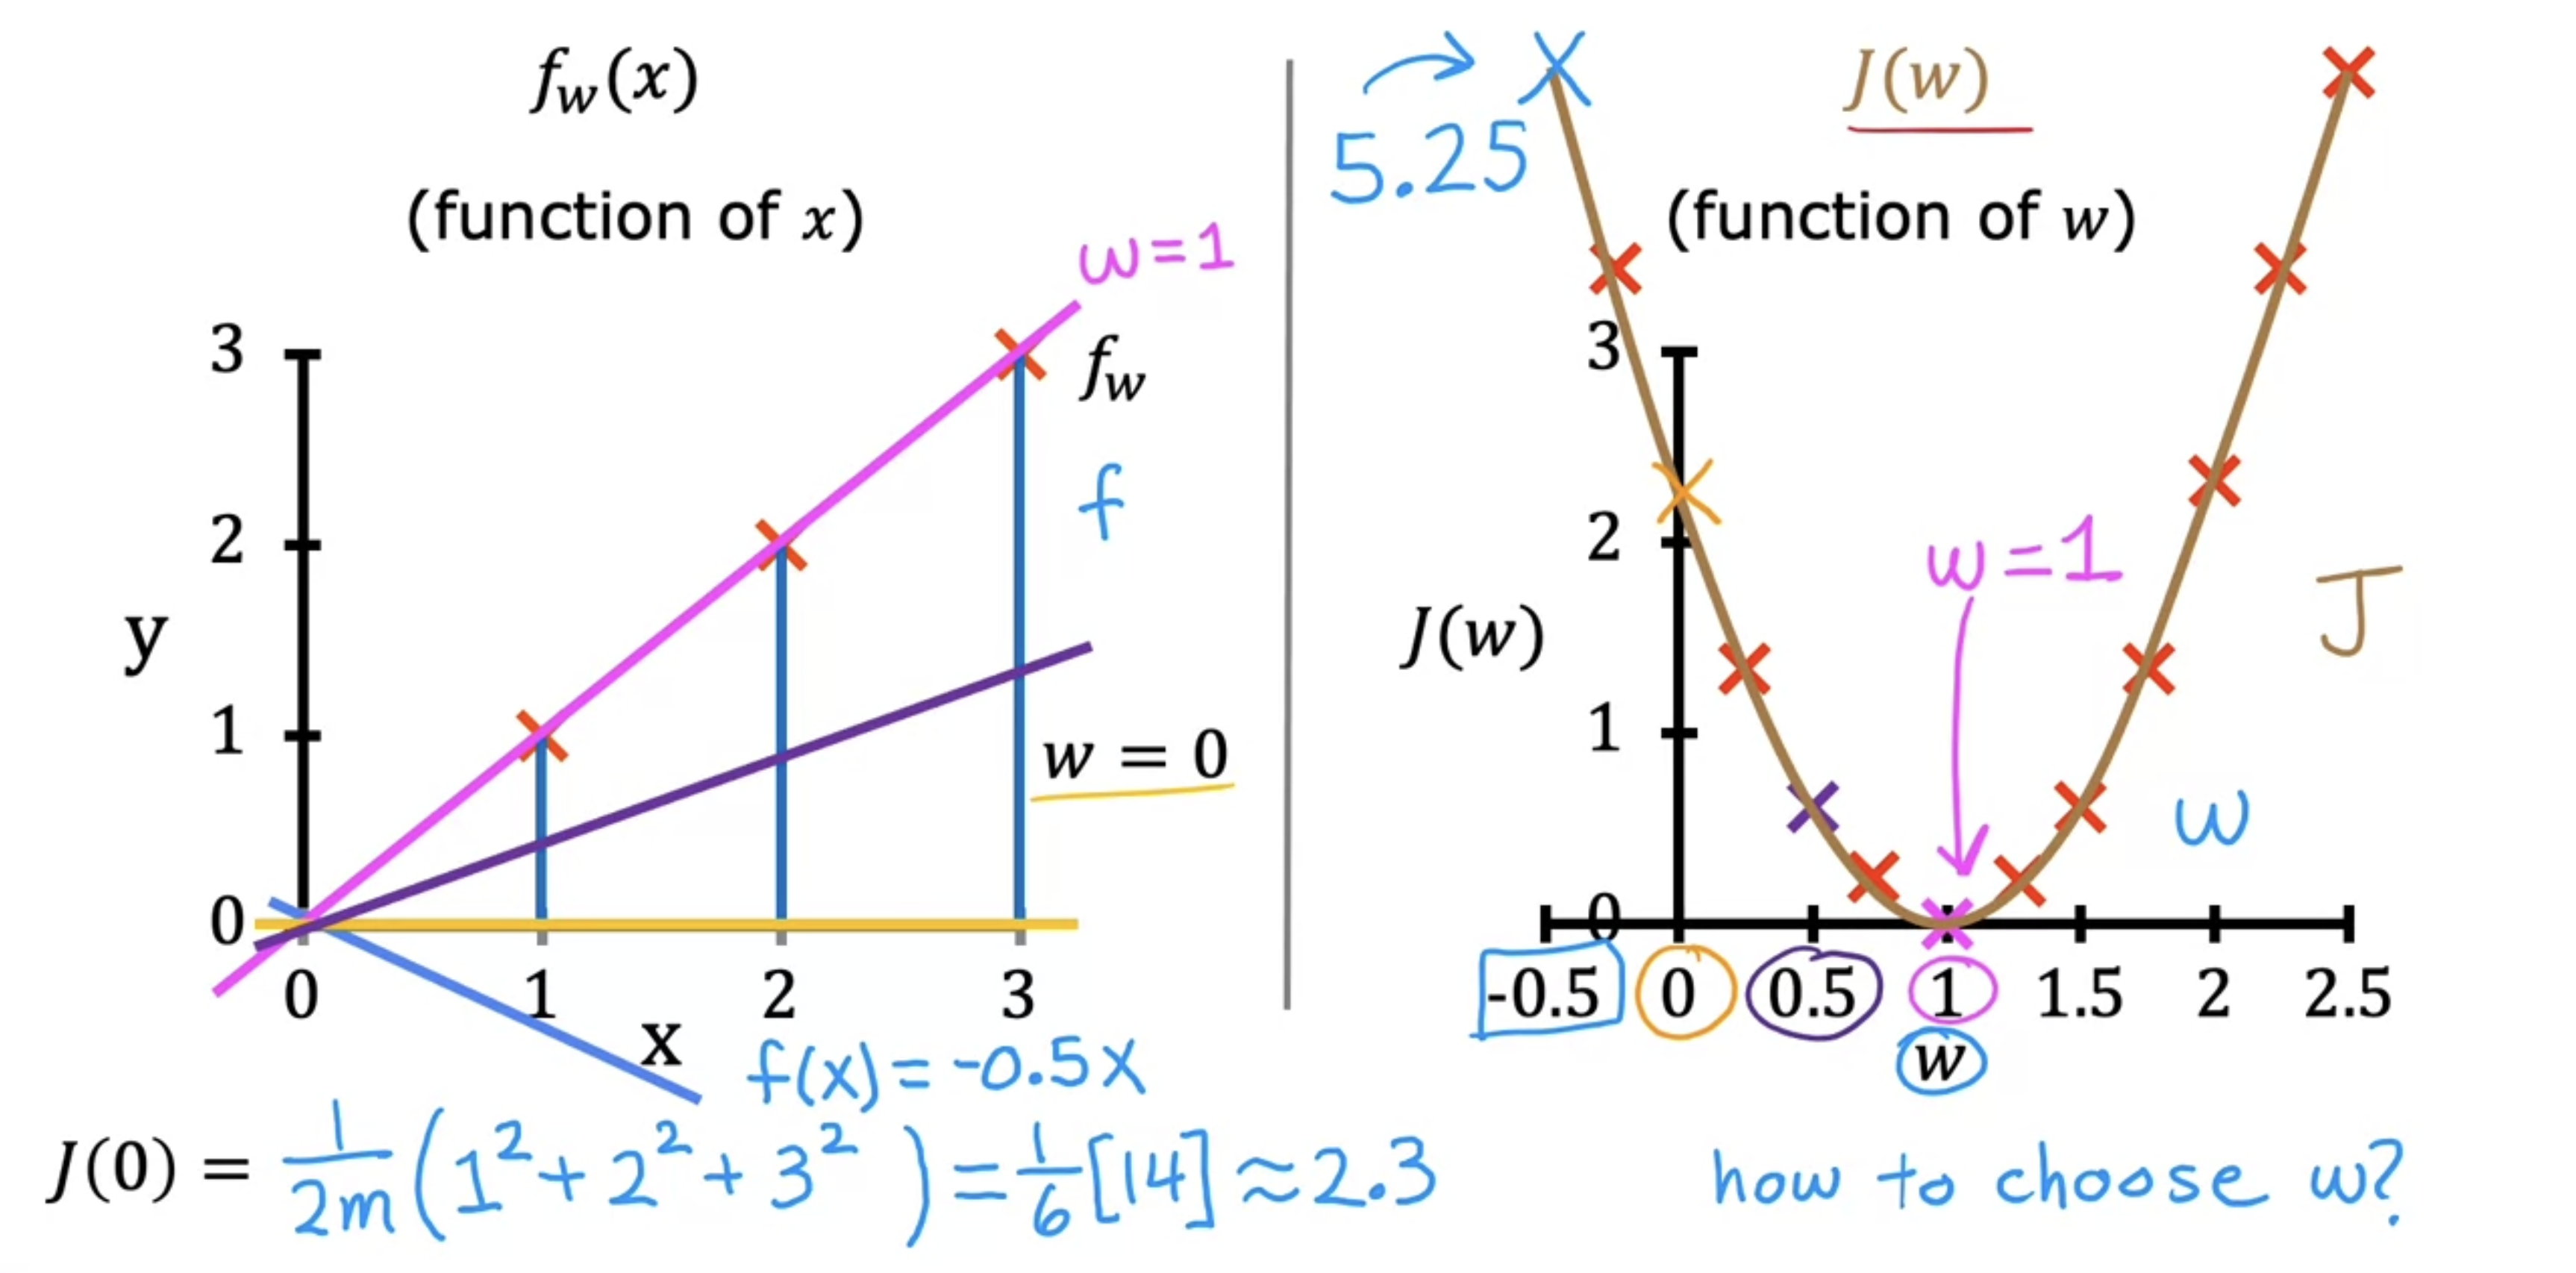 f_w(x)
(function of x)
w=1
f_w
f
w = 0
y
3
2
1
0
0 1 2 3
x
f(x) = -0.5x
J(0) = 1/2m (1² + 2² + 3²) = 1/6 [14] ≈ 2.3
5.25
J(w)
(function of w)
3
2
1
0
J(w)
w=1
J
w
-0.5 0 0.5 1 1.5 2 2.5
w
how to choose w?